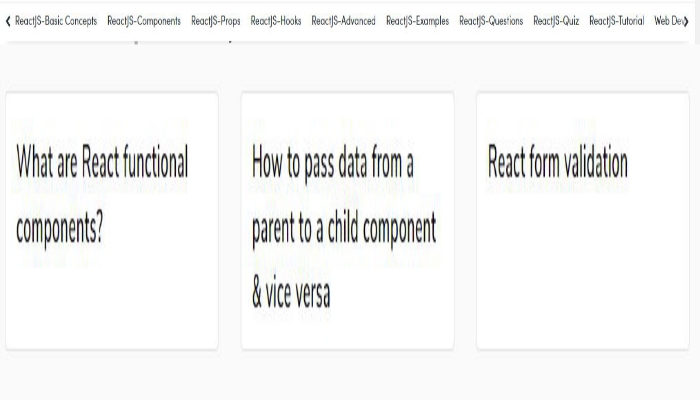 ReactJS-Basic Concepts ReactJS-Components ReactJS-Props ReactJS-Hooks ReactJS-Advanced ReactJS-Examples ReactJS-Questions ReactJS-Quiz ReactJS-Tutorial Web
What are React functional
components?
How to pass data from a
parent to a child component
& vice versa
React form validation